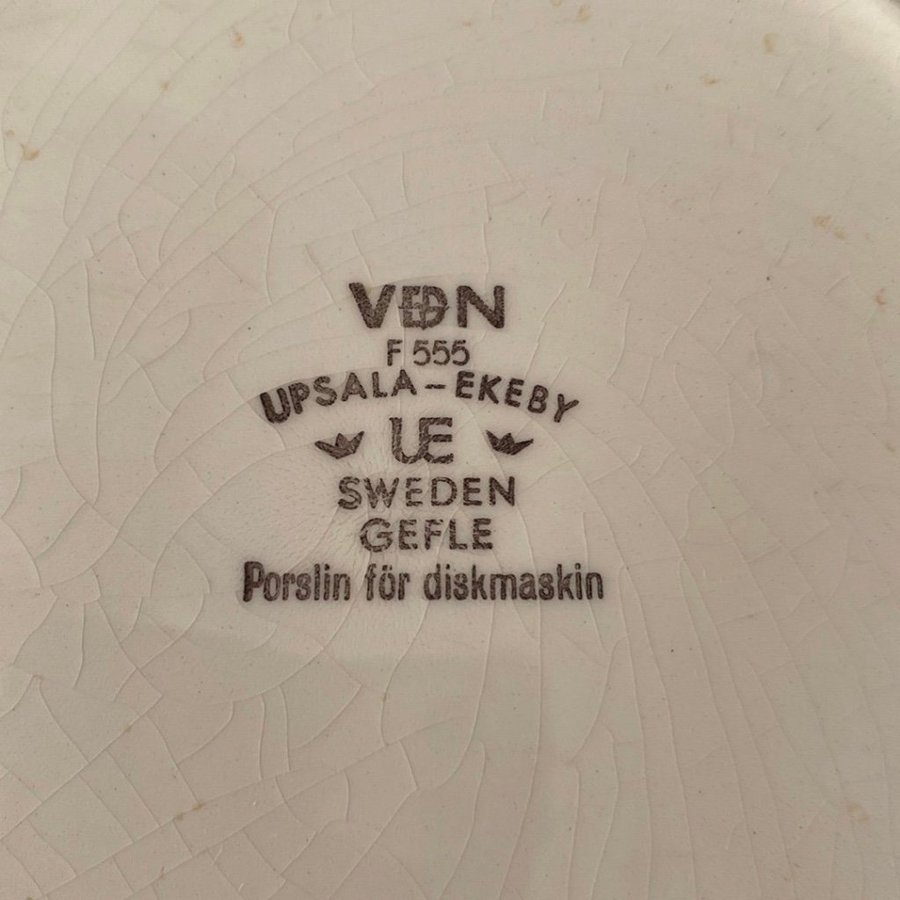 VDN
F 555
UPSALA-EKEBY
UE
SWEDEN
GEFLE
Porslin för diskmaskin